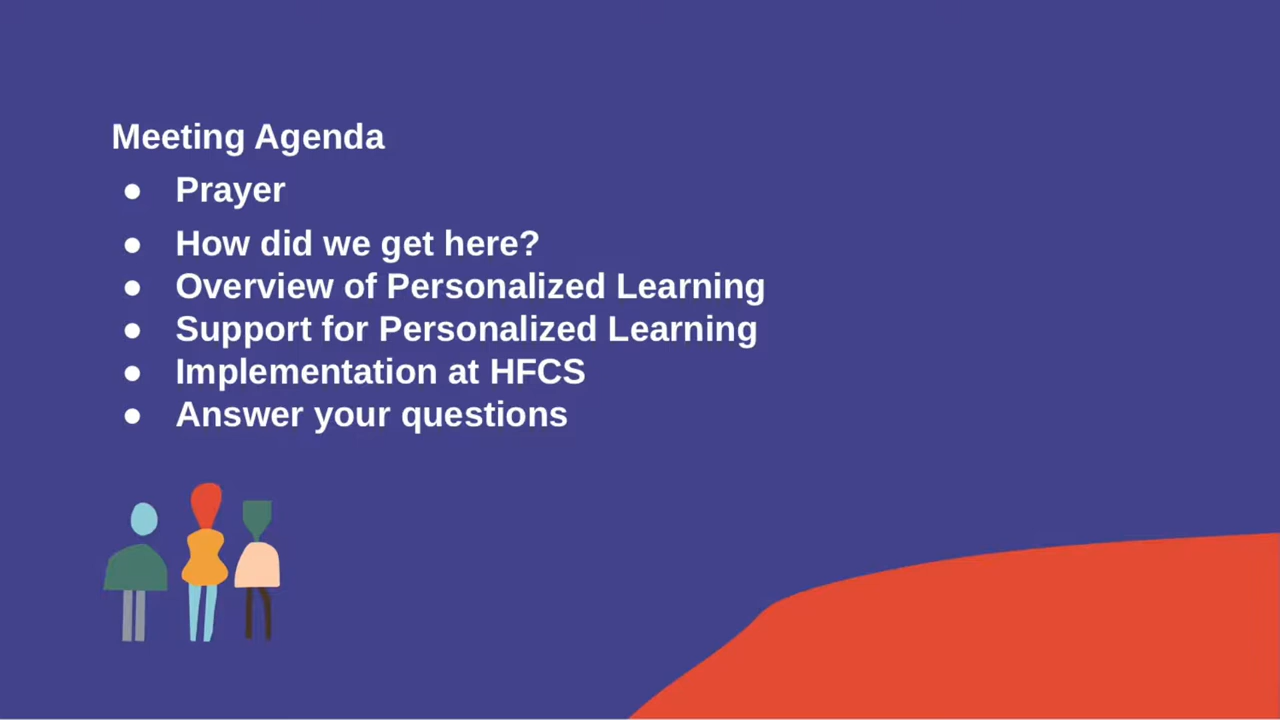 Meeting Agenda
● Prayer
● How did we get here?
● Overview of Personalized Learning
● Support for Personalized Learning
● Implementation at HFCS
● Answer your questions